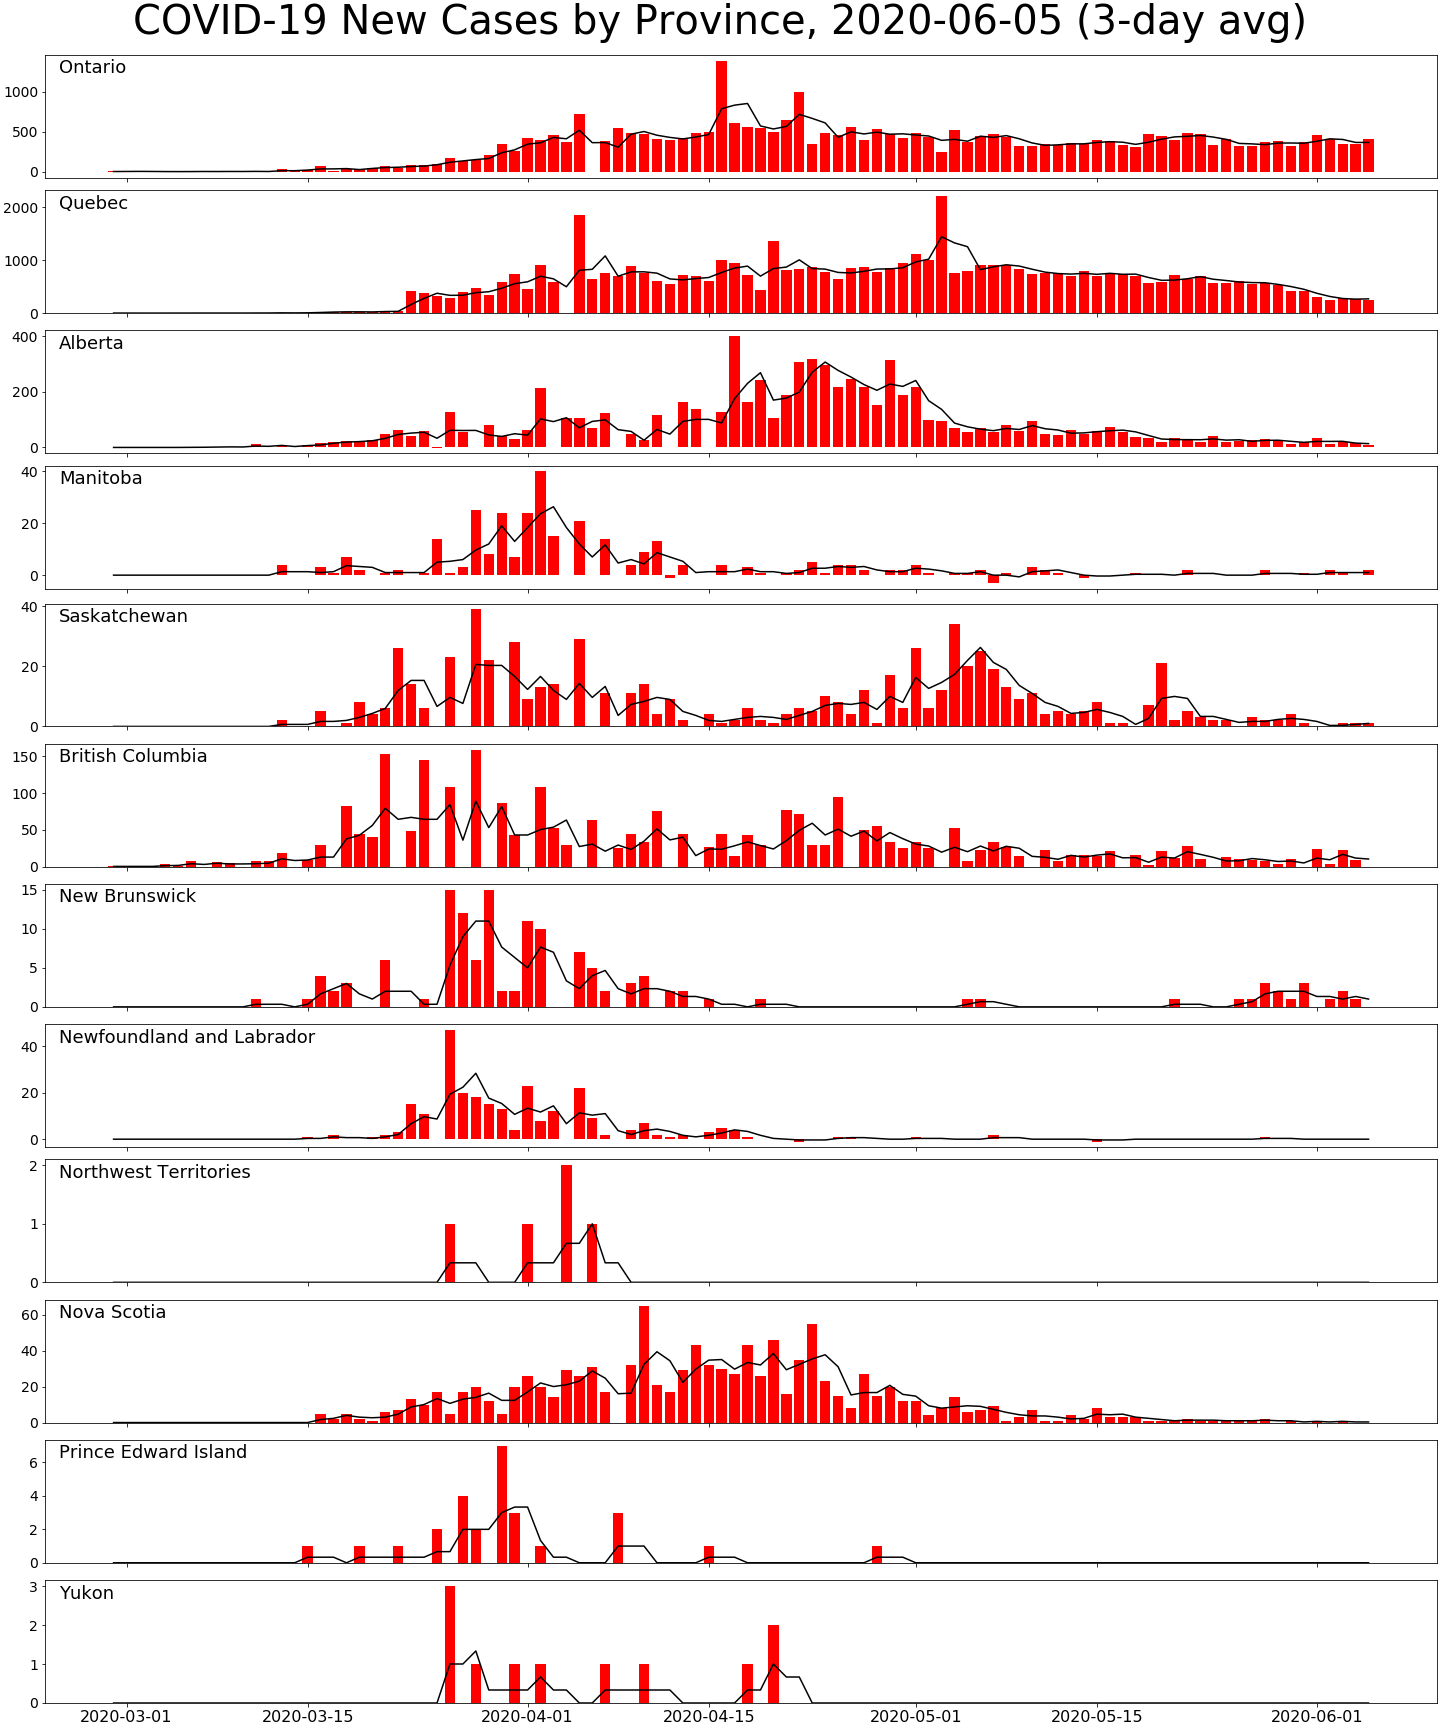 COVID-19 New Cases by Province, 2020-06-05 (3-day avg)
Ontario
1000
500
0
Quebec
2000
1000
0
Alberta
400
200
0
Manitoba
40
20
0
Saskatchewan
40
20
0
British Columbia
150
100
50
0
New Brunswick
15
10
5
0
Newfoundland and Labrador
40
20
0
Northwest Territories
2
1
0
Nova Scotia
60
40
20
0
Prince Edward Island
6
4
2
0
Yukon
3
2
1
0
2020-03-01 2020-03-15 2020-04-01 2020-04-15 2020-05-01 2020-05-15 2020-06-01